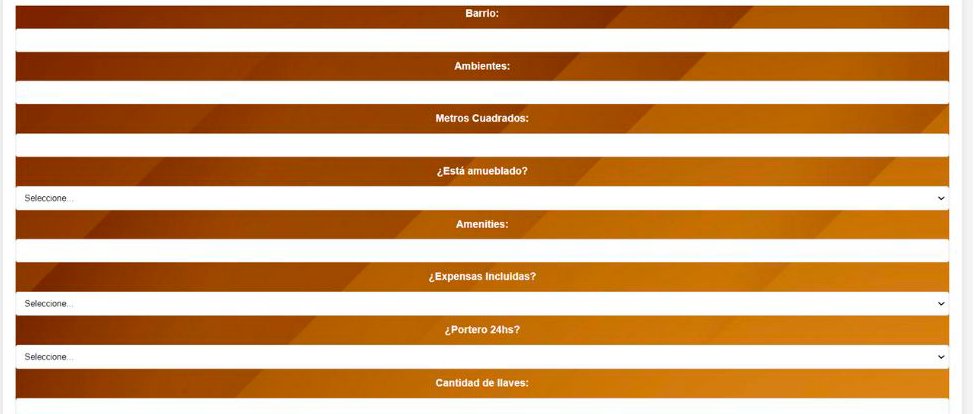 Barrio:
Ambientes:
Metros Cuadrados:
¿Está amueblado?
Seleccione...
Amenities:
¿Expensas Incluidas?
Seleccione...
¿Portero 24hs?
Seleccione...
Cantidad de llaves: